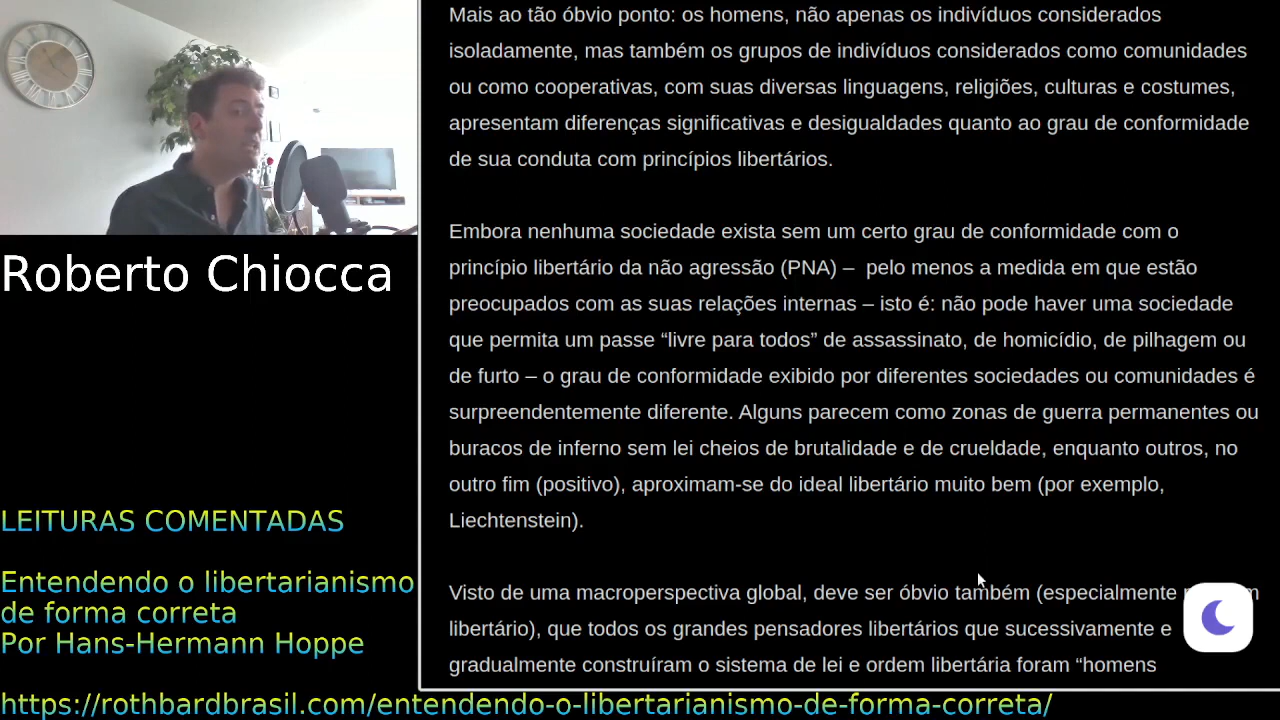 Mais ao tão óbvio ponto: os homens, não apenas os indivíduos considerados
isoladamente, mas também os grupos de indivíduos considerados como comunidades
ou como cooperativas, com suas diversas linguagens, religiões, culturas e costumes,
apresentam diferenças significativas e desigualdades quanto ao grau de conformidade
de sua conduta com princípios libertários.
Embora nenhuma sociedade exista sem um certo grau de conformidade com o
princípio libertário da não agressão (PNA) – pelo menos a medida em que estão
preocupados com as suas relações internas – isto é: não pode haver uma sociedade
que permita um passe “livre para todos” de assassinato, de homicídio, de pilhagem ou
de furto – o grau de conformidade exibido por diferentes sociedades ou comunidades é
surpreendentemente diferente. Alguns parecem como zonas de guerra permanentes ou
buracos de inferno sem lei cheios de brutalidade e de crueldade, enquanto outros, no
outro fim (positivo), aproximam-se do ideal libertário muito bem (por exemplo,
Liechtenstein).
Visto de uma macroperspectiva global, deve ser óbvio também (especialmente
libertário), que todos os grandes pensadores libertários que sucessivamente e
gradualmente construíram o sistema de lei e ordem libertária foram “homens
Roberto Chiocca
LEITURAS COMENTADAS
Entendendo o libertarianismo
de forma correta
Por Hans-Hermann Hoppe
https://rothbardbrasil.com/entendendo-o-libertarianismo-de-forma-correta/